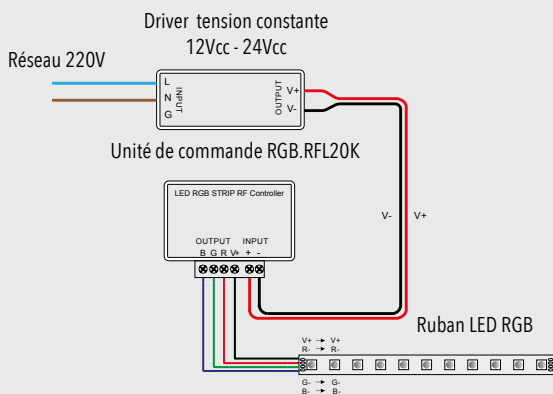 Driver tension constante
12Vcc - 24Vcc
Réseau 220V
L
N
G
INPUT
OUTPUT
V+
V-
Unité de commande RGB.RFL20K
LED RGB STRIP RF Controller
OUTPUT INPUT
B G R V+ + -
V- V+
Ruban LED RGB
V+ → V+
R- → R-
G- → G-
B- → B-